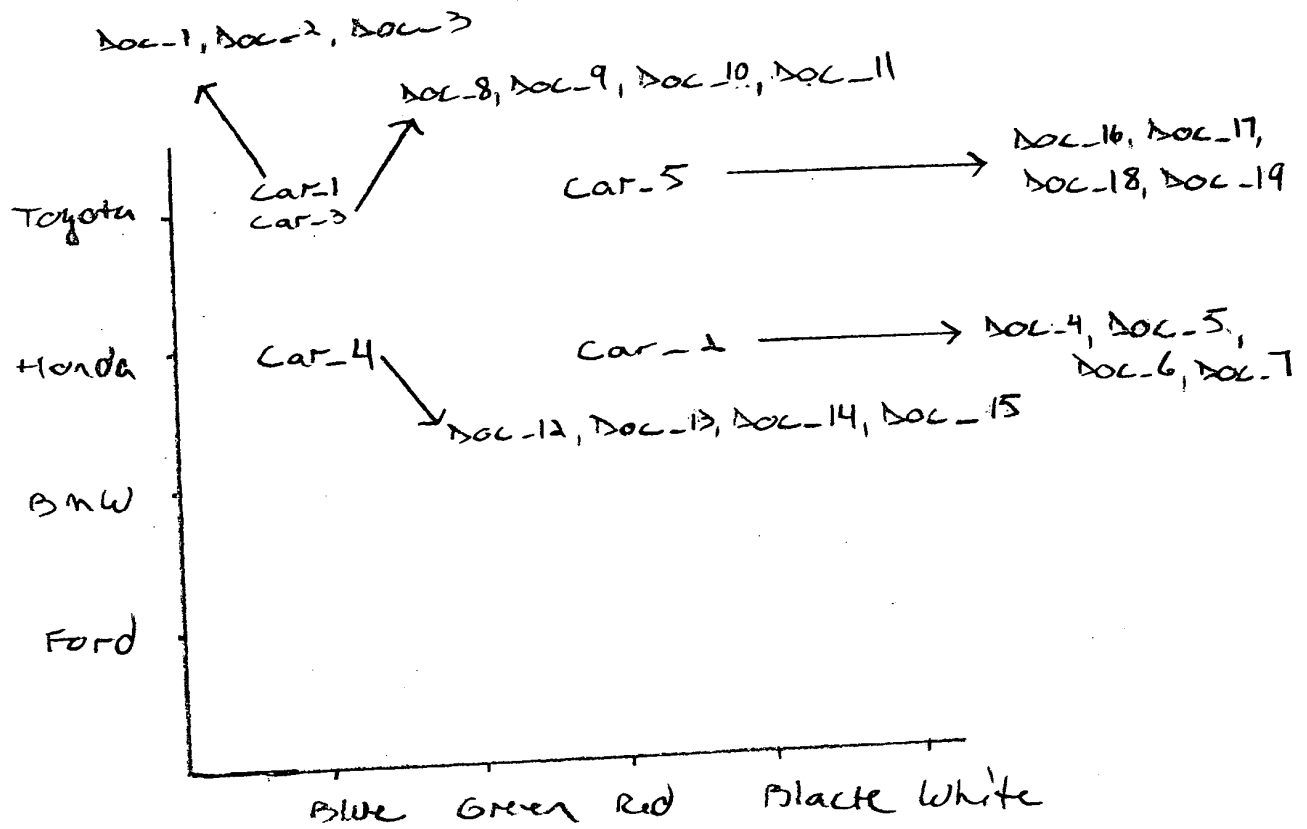 Doc_1, Doc_2, Doc_3
Doc_8, Doc_9, Doc_10, Doc_11
Doc_16, Doc_17,
Doc_18, Doc_19
Car_1
Car_3
Car_5
Toyota
Honda
Car_4
Car_2
Doc_4, Doc_5,
Doc_6, Doc_7
Doc_12, Doc_13, Doc_14, Doc_15
BMW
Ford
Blue Green Red Black White